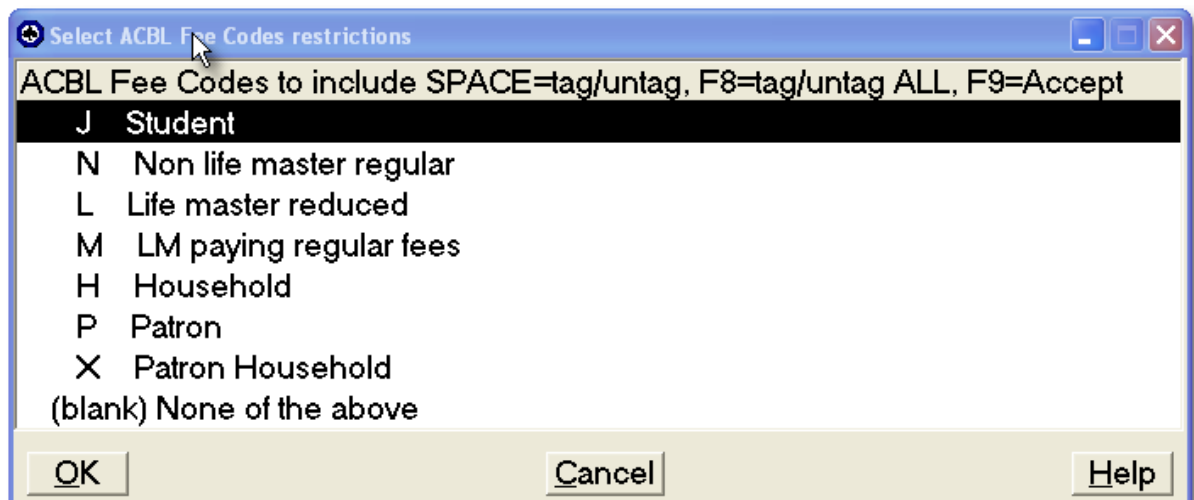 Select ACBL Fee Codes restrictions
ACBL Fee Codes to include SPACE=tag/untag, F8=tag/untag ALL, F9=Accept
J Student
N Non life master regular
L Life master reduced
M LM paying regular fees
H Household
P Patron
X Patron Household
(blank) None of the above
OK Cancel Help